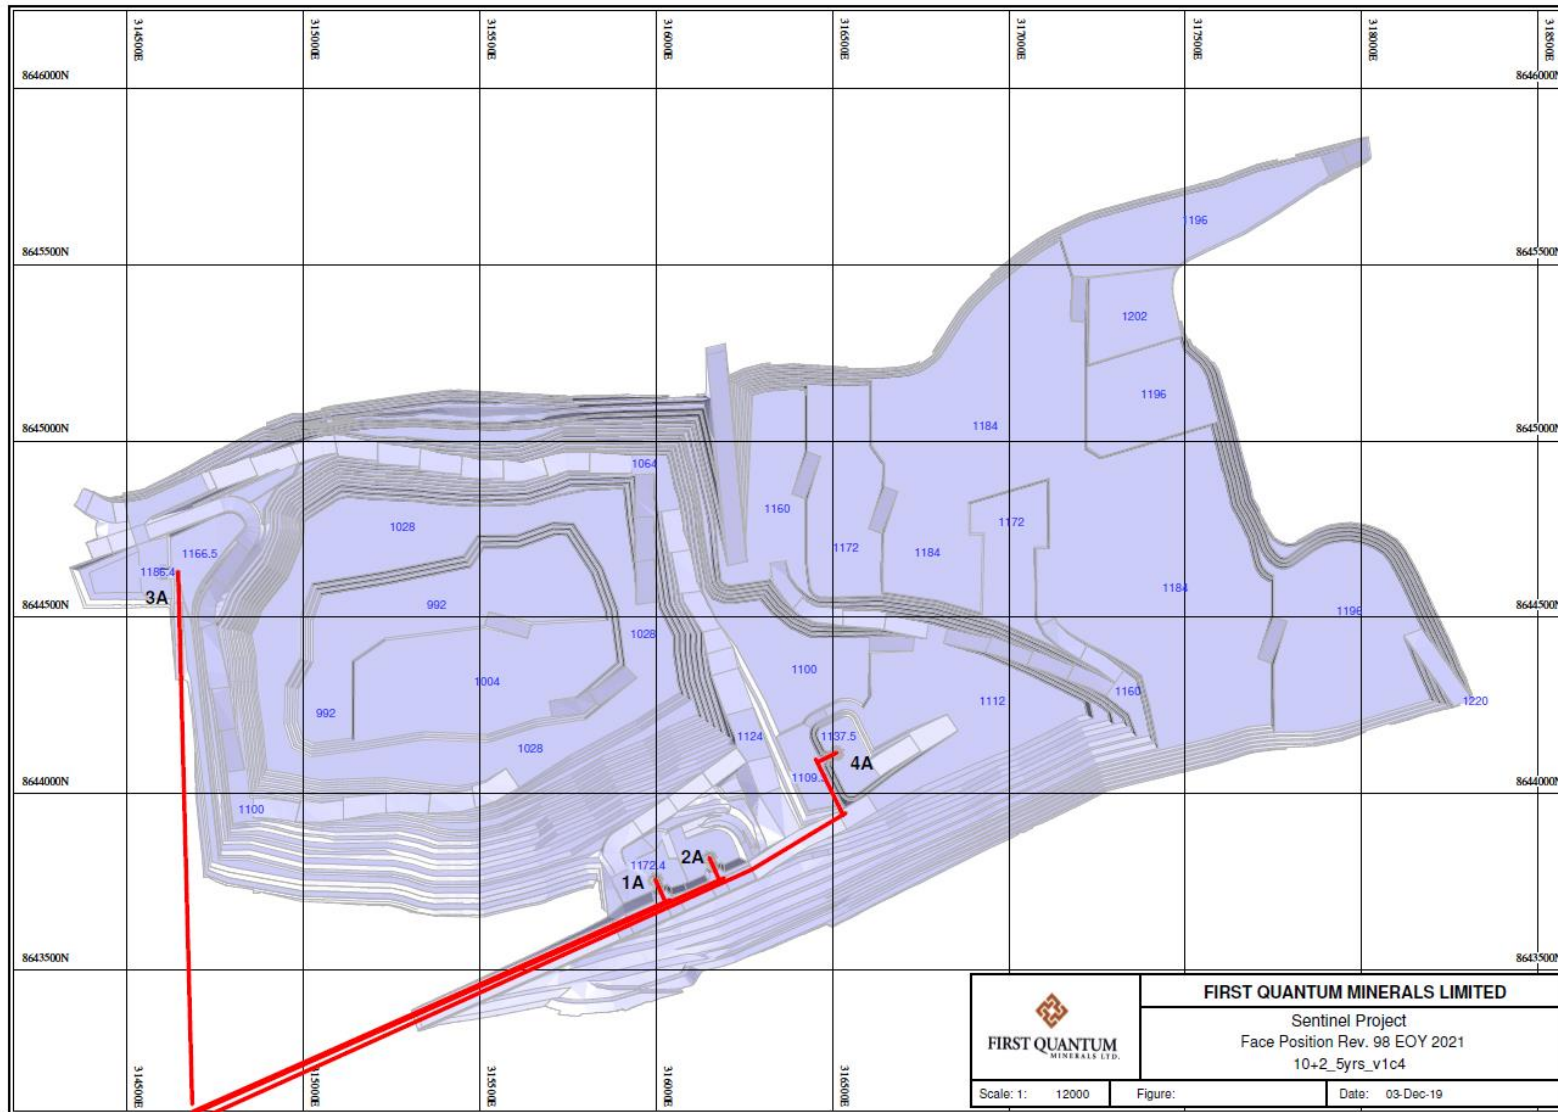 314500E
315000E
315500E
316000E
316500E
317000E
317500E
318000E
318500E
8646000N
8646000N
1196
8645500N
8645500N
1202
1196
8645000N
1184
8645000N
1064
1028
1160
1172
1172
1166.5
1184
1186.4
3A
992
1184
1196
8644500N
8644500N
1028
1100
1004
1112
1160
1220
992
1124
1137.5
1028
4A
8644000N
1109.
8644000N
1100
2A
1172.4
1A
8643500N
8643500N
314500E
315000E
315500E
316000E
316500E
FIRST QUANTUM
MINERALS LTD.
FIRST QUANTUM MINERALS LIMITED
Sentinel Project
Face Position Rev. 98 EOY 2021
10+2_5yrs_v1c4
Scale: 1: 12000
Figure:
Date: 03-Dec-19